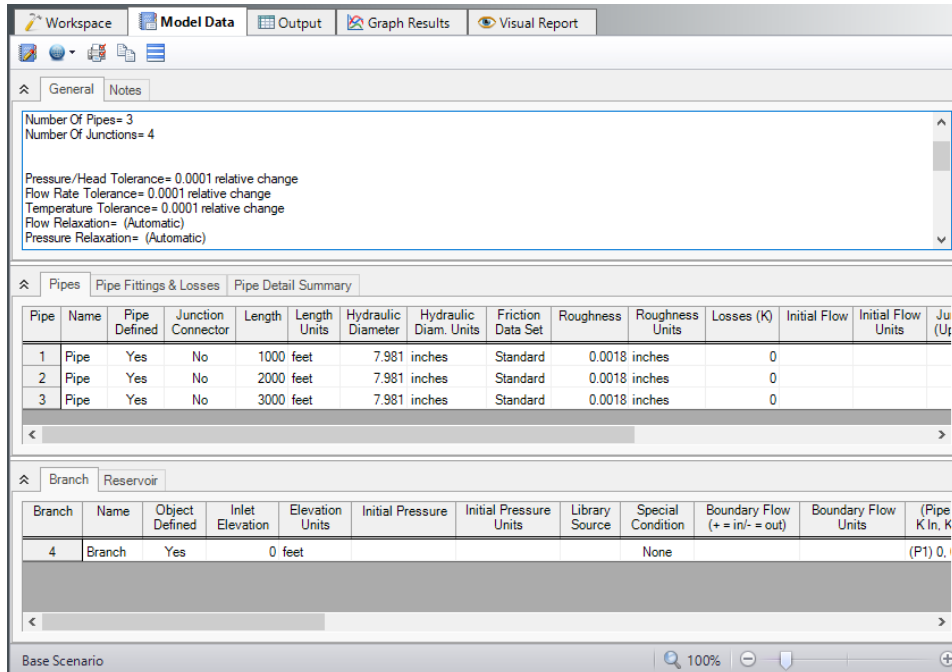 Workspace Model Data Output Graph Results Visual Report
General Notes
Number Of Pipes= 3
Number Of Junctions= 4
Pressure/Head Tolerance= 0.0001 relative change
Flow Rate Tolerance= 0.0001 relative change
Temperature Tolerance= 0.0001 relative change
Flow Relaxation= (Automatic)
Pressure Relaxation= (Automatic)
Pipes Pipe Fittings & Losses Pipe Detail Summary
Pipe Name Pipe Defined Junction Connector Length Length Units Hydraulic Diameter Hydraulic Diam. Units Friction Data Set Roughness Roughness Units Losses (K) Initial Flow Initial Flow Units Ju (Up
1 Pipe Yes No 1000 feet 7.981 inches Standard 0.0018 inches 0
2 Pipe Yes No 2000 feet 7.981 inches Standard 0.0018 inches 0
3 Pipe Yes No 3000 feet 7.981 inches Standard 0.0018 inches 0
Branch Reservoir
Branch Name Object Defined Inlet Elevation Elevation Units Initial Pressure Initial Pressure Units Library Source Special Condition Boundary Flow (+ = in/- = out) Boundary Flow Units (Pipe K In, K
4 Branch Yes 0 feet None (P1) 0,
Base Scenario 100%